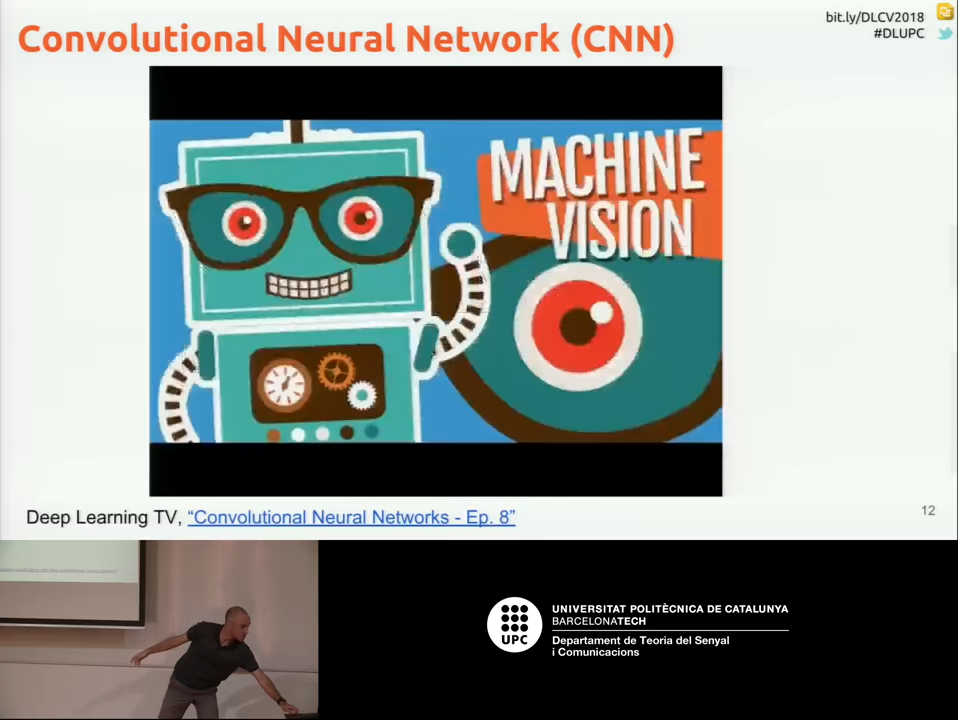 Convolutional Neural Network (CNN)
bit.ly/DLCV2018
#DLUPC
MACHINE
VISION
Deep Learning TV, “Convolutional Neural Networks - Ep. 8”
12
UPC
UNIVERSITAT POLITÈCNICA DE CATALUNYA
BARCELONATECH
Departament de Teoria del Senyal
i Comunicacions